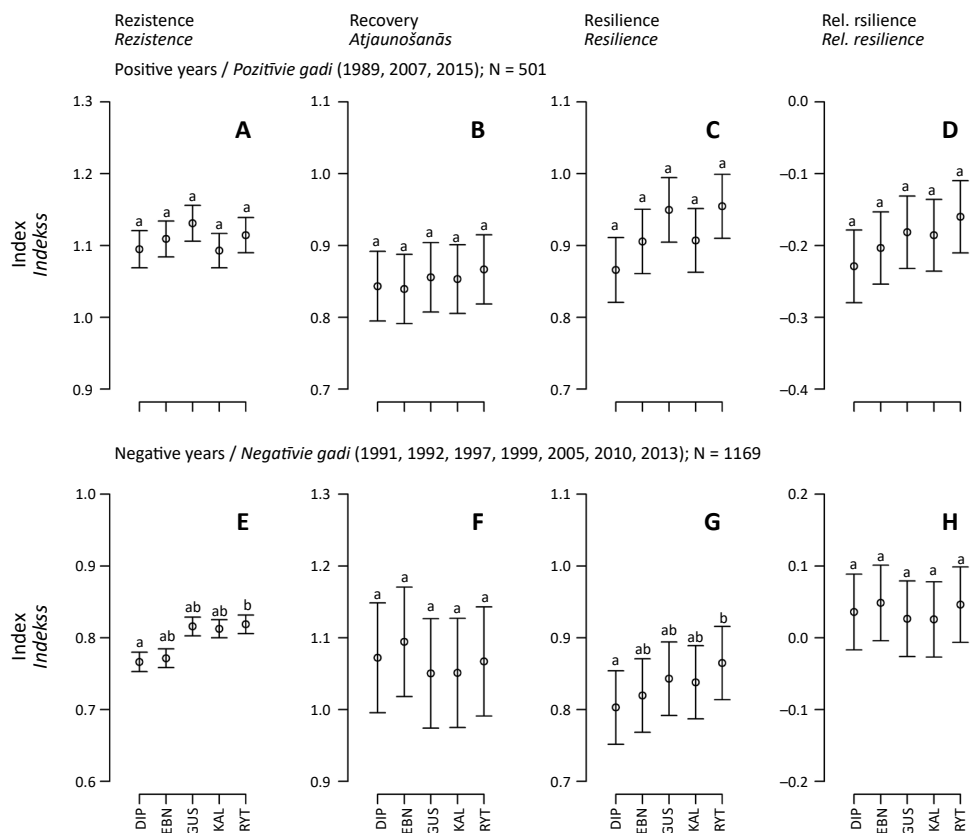 Rezistence Recovery Resilience Rel. rsilience
Rezistence Atjaunošanās Resilience Rel. resilience
Positive years / Pozitīvie gadi (1989, 2007, 2015); N = 501
1.3 1.1 1.1 0.0
A B C D
1.2 1.0 1.0 –0.1
a a a a a a a a a a a a a a a a a a a a
1.1 0.9 0.9 –0.2
Index
Indekss
1.0 0.8 0.8 –0.3
0.9 0.7 0.7 –0.4
Negative years / Negatīvie gadi (1991, 1992, 1997, 1999, 2005, 2010, 2013); N = 1169
1.0 1.3 1.1 0.2
E F G H
0.9 1.2 1.0 0.1
a ab ab ab b a a a a a a ab ab ab b a a a a a
0.8 1.1 0.9 0.0
Index
Indekss
0.7 1.0 0.8 –0.1
0.6 0.9 0.7 –0.2
DIP EBN GUS KAL RYT DIP EBN GUS KAL RYT DIP EBN GUS KAL RYT DIP EBN GUS KAL RYT